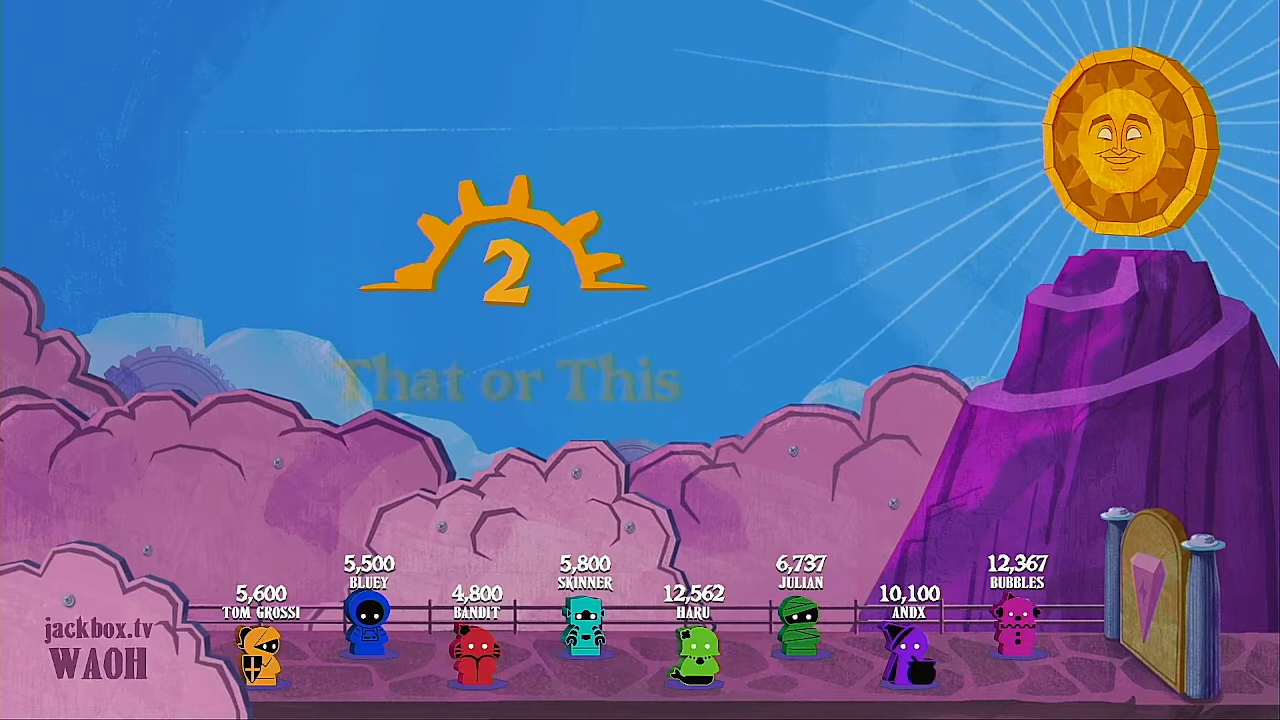 2
That or This
5,600
TOM GROSSI
5,500
BLUEY
4,800
BANDIT
5,800
SKINNER
12,562
HARU
6,737
JULIAN
10,100
ANDX
12,367
BUBBLES
jackbox.tv
WAOH